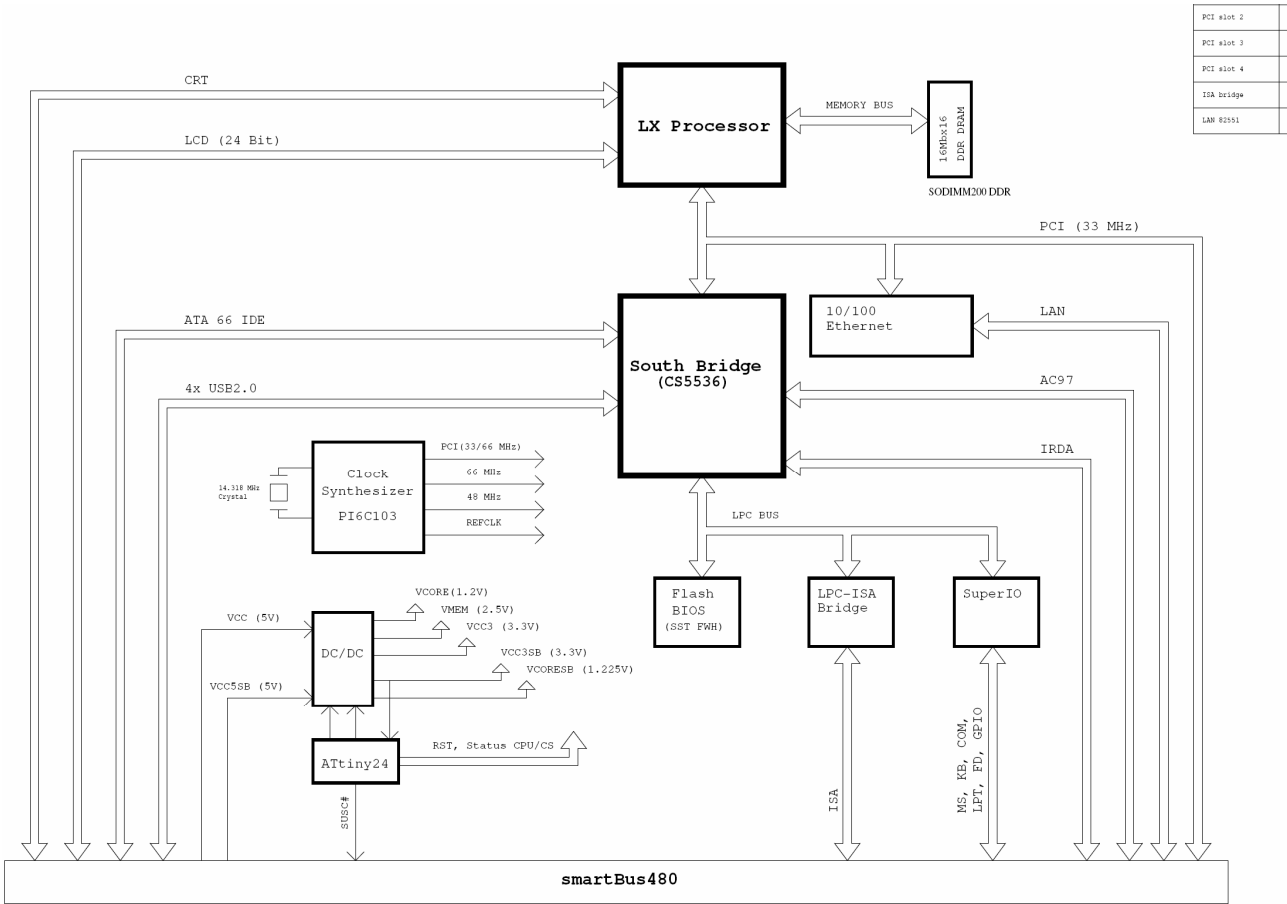 PCI slot 2
PCI slot 3
PCI slot 4
ISA bridge
LAN 82551
CRT
LCD (24 Bit)
LX Processor
MEMORY BUS
16Mbx16
DDR DRAM
SODIMM200 DDR
PCI (33 MHz)
ATA 66 IDE
4x USB2.0
South Bridge
(CS5536)
10/100
Ethernet
LAN
AC97
IRDA
14.318 MHz
Crystal
Clock
Synthesizer
PI6C103
PCI(33/66 MHz)
66 MHz
48 MHz
REFCLK
LPC BUS
Flash
BIOS
(SST FWH)
LPC-ISA
Bridge
SuperIO
VCC (5V)
VCC5SB (5V)
DC/DC
VCORE(1.2V)
VMEM (2.5V)
VCC3 (3.3V)
VCC3SB (3.3V)
VCORESB (1.225V)
ATtiny24
RST, Status CPU/CS
SUSC#
ISA
MS, KB, COM,
LPT, FD, GPIO
smartBus480